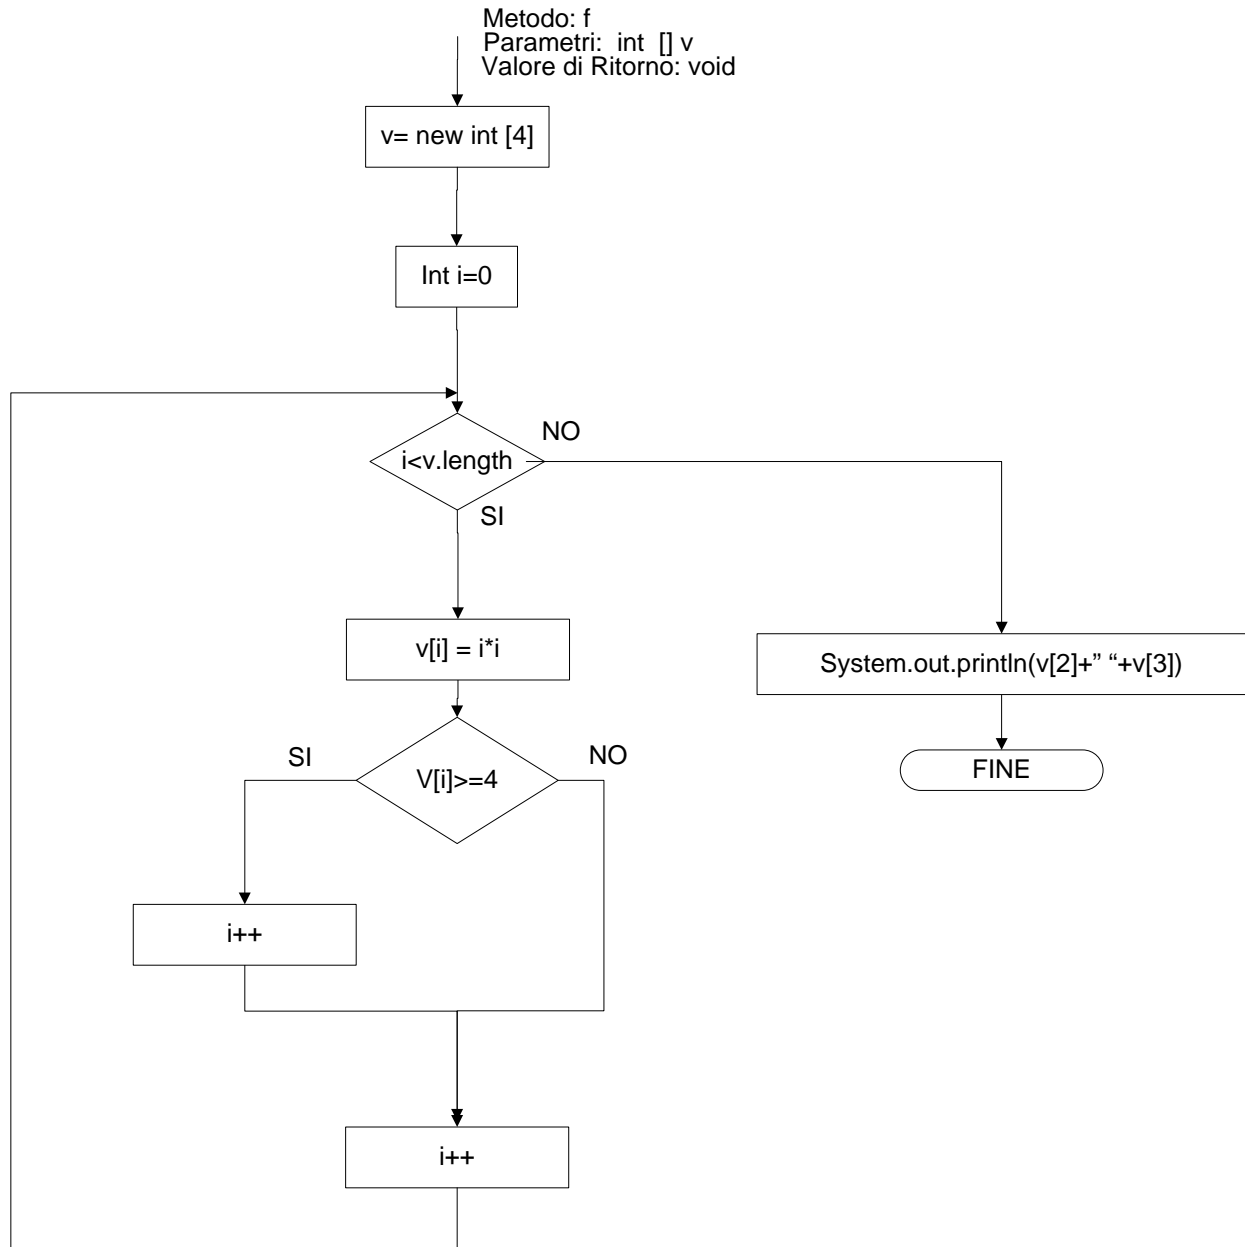 Metodo: f
Parametri:  int  [] v
Valore di Ritorno: void
v= new int [4]
Int i=0
i<v.length
NO
SI
v[i] = i*i
System.out.println(v[2]+” “+v[3])
SI
NO
V[i]>=4
FINE
i++
i++